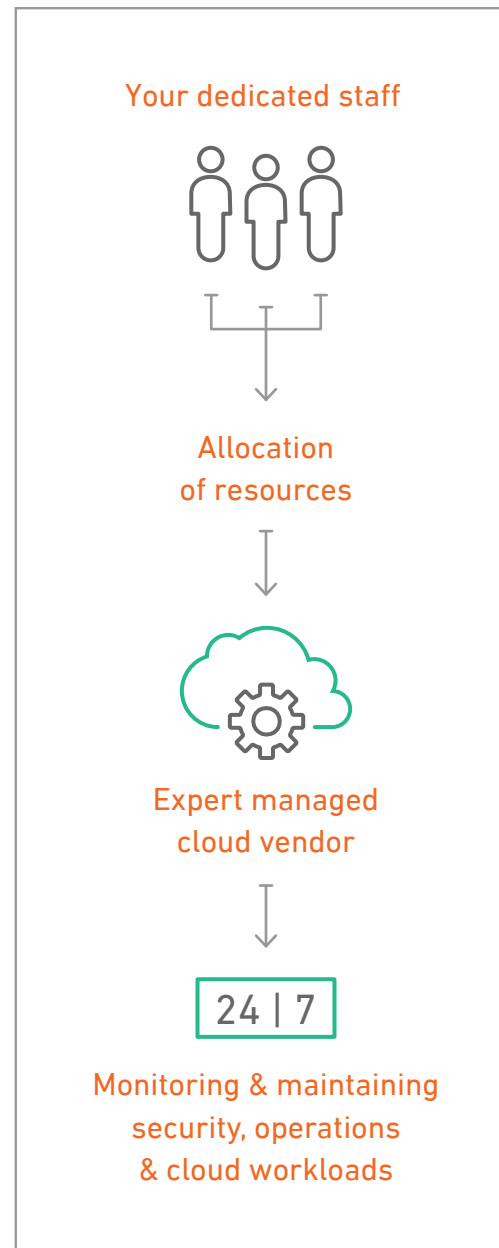 Your dedicated staff
Allocation
of resources
Expert managed
cloud vendor
24 | 7
Monitoring & maintaining
security, operations
& cloud workloads